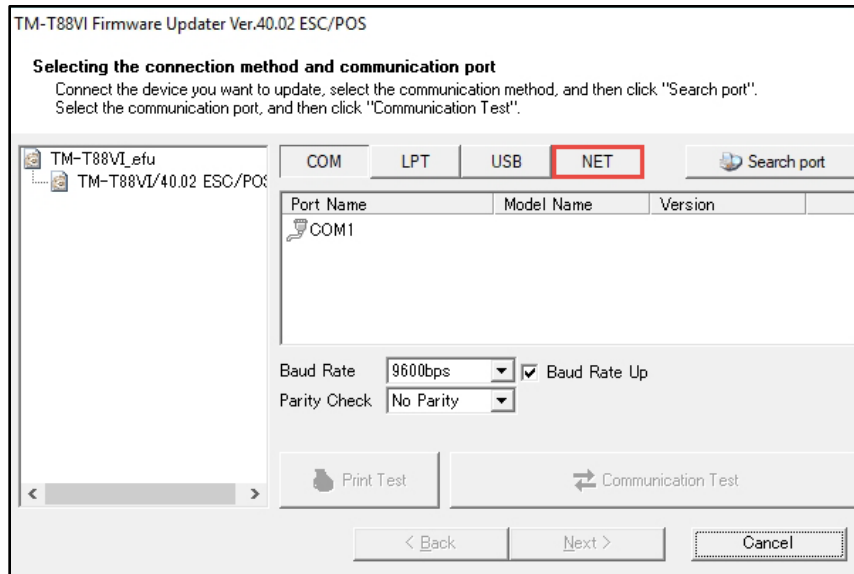 TM-T88VI Firmware Updater Ver.40.02 ESC/POS
Selecting the connection method and communication port
Connect the device you want to update, select the communication method, and then click "Search port".
Select the communication port, and then click "Communication Test".
TM-T88VI_efu
TM-T88VI/40.02 ESC/POS
COM LPT USB NET Search port
Port Name Model Name Version
COM1
Baud Rate 9600bps Baud Rate Up
Parity Check No Parity
Print Test Communication Test
< Back Next > Cancel